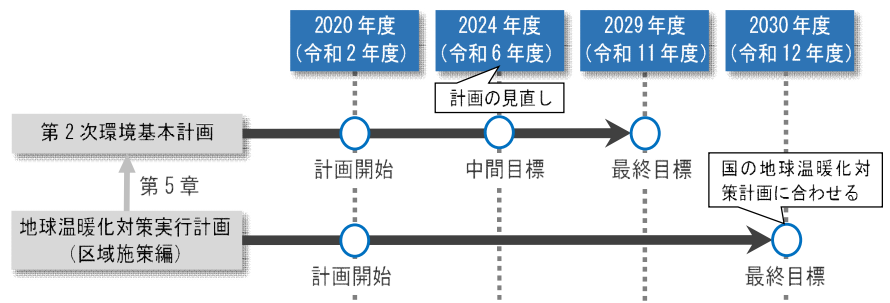 2020 年度
（令和 2 年度）
2024 年度
（令和 6 年度）
2029 年度
（令和 11 年度）
2030 年度
（令和 12 年度）
計画の見直し
第 2 次環境基本計画
計画開始
中間目標
最終目標
国の地球温暖化対
策計画に合わせる
第 5 章
地球温暖化対策実行計画
（区域施策編）
計画開始
最終目標